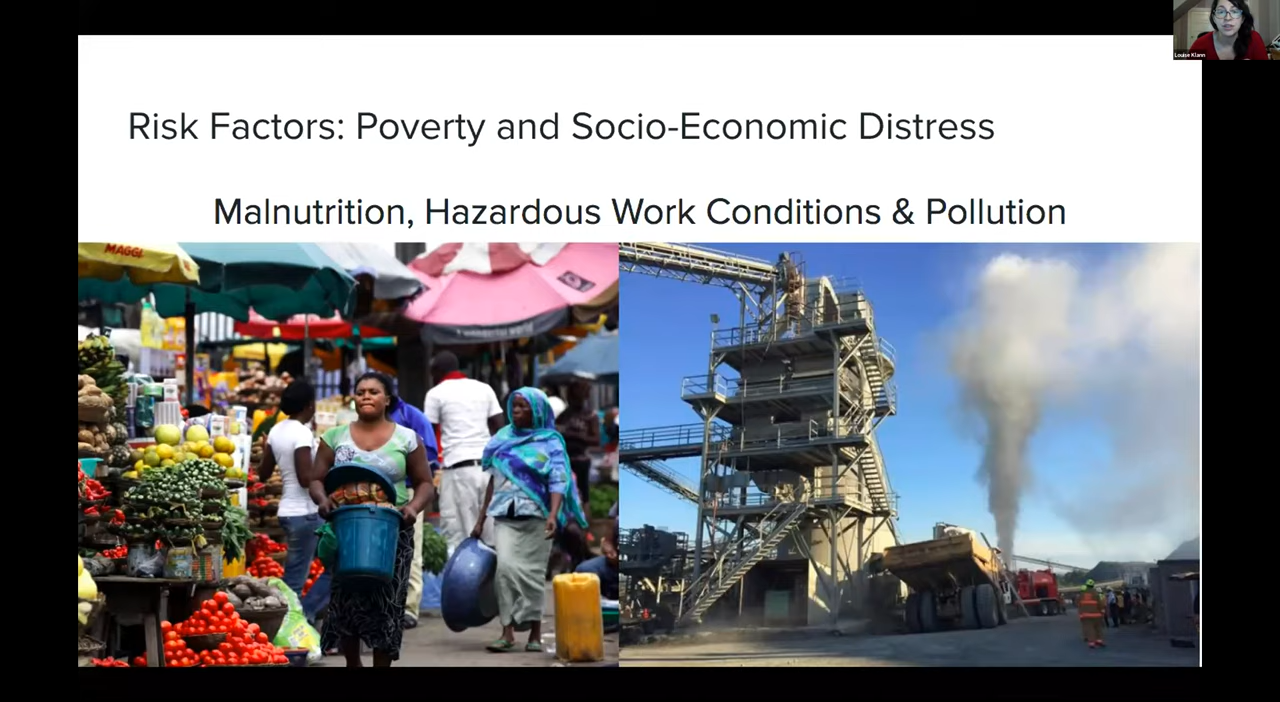 Louise Klann
Risk Factors: Poverty and Socio-Economic Distress
Malnutrition, Hazardous Work Conditions & Pollution
MAGGI